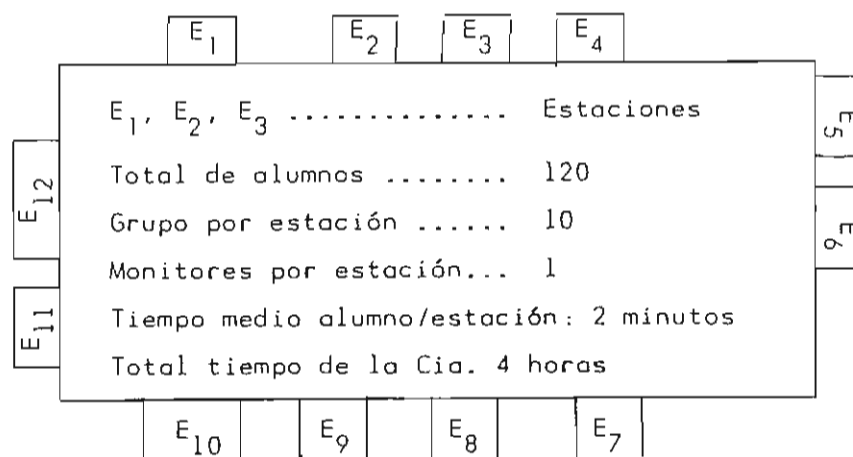 E1 E2 E3 E4
E1, E2, E3 .............. Estaciones
Total de alumnos ........ 120
Grupo por estación ...... 10
Monitores por estación... 1
Tiempo medio alumno/estación: 2 minutos
Total tiempo de la Cia. 4 horas
E5
E6
E12
E11
E10 E9 E8 E7